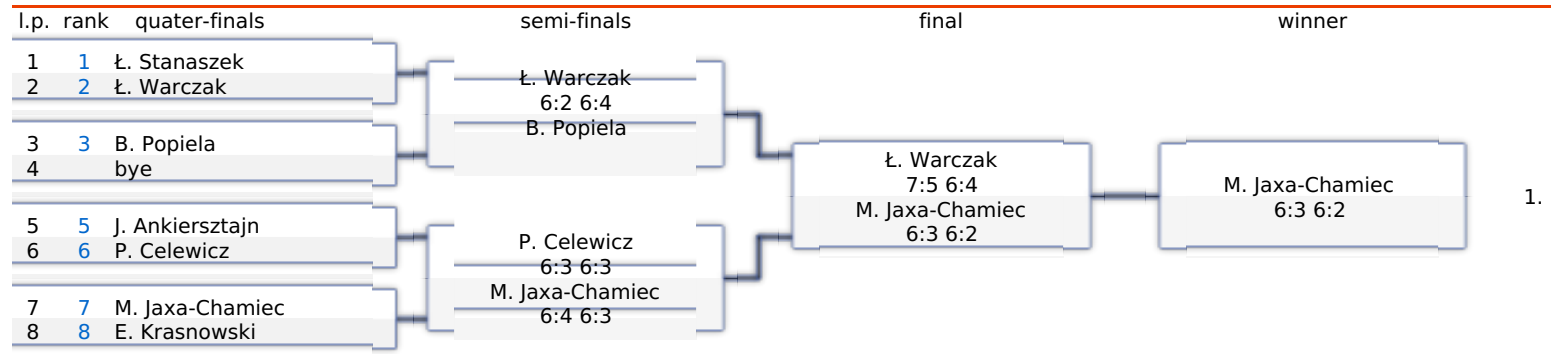 l.p. rank quater-finals semi-finals final winner
1 1 Ł. Stanaszek
2 2 Ł. Warczak
3 3 B. Popiela
4 bye
5 5 J. Ankiersztajn
6 6 P. Celewicz
7 7 M. Jaxa-Chamiec
8 8 E. Krasnowski
Ł. Warczak
6:2 6:4
B. Popiela
P. Celewicz
6:3 6:3
M. Jaxa-Chamiec
6:4 6:3
Ł. Warczak
7:5 6:4
M. Jaxa-Chamiec
6:3 6:2
M. Jaxa-Chamiec
6:3 6:2
1.